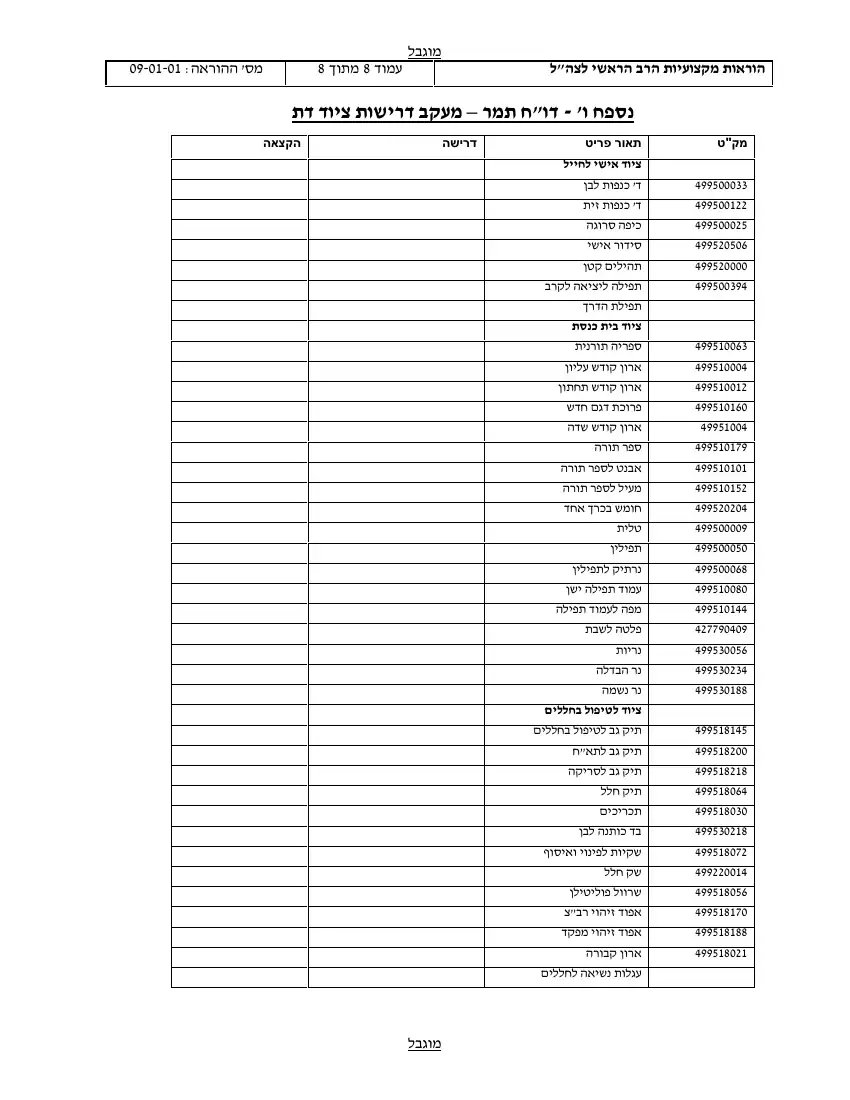 מוגבל
הוראות מקצועיות הרב הראשי לצה״ל עמוד 8 מתוך 8 מס׳ ההוראה : 09-01-01
נספח ו' - דו״ח תמר – מעקב דרישות ציוד דת
מק"ט תאור פריט דרישה הקצאה
ציוד אישי לחייל
499500033 ד׳ כנפות לבן
499500122 ד׳ כנפות זית
499500025 כיפה סרוגה
499520506 סידור אישי
499520000 תהילים קטן
499500394 תפילה ליציאה לקרב
תפילת הדרך
ציוד בית כנסת
499510063 ספריה תורנית
499510004 ארון קודש עליון
499510012 ארון קודש תחתון
499510160 פרוכת דגם חדש
49951004 ארון קודש שדה
499510179 ספר תורה
499510101 אבנט לספר תורה
499510152 מעיל לספר תורה
499520204 חומש בכרך אחד
499500009 טלית
499500050 תפילין
499500068 נרתיק לתפילין
499510080 עמוד תפילה ישן
499510144 מפה לעמוד תפילה
427790409 פלטה לשבת
499530056 נריות
499530234 נר הבדלה
499530188 נר נשמה
ציוד לטיפול בחללים
499518145 תיק גב לטיפול בחללים
499518200 תיק גב לתא״ח
499518218 תיק גב לסריקה
499518064 תיק חלל
499518030 תכריכים
499530218 בד כותנה לבן
499518072 שקיות לפינוי ואיסוף
499220014 שק חלל
499518056 שרוול פוליטילן
499518170 אפוד זיהוי רב״צ
499518188 אפוד זיהוי מפקד
499518021 ארון קבורה
עגלות נשיאה לחללים
מוגבל